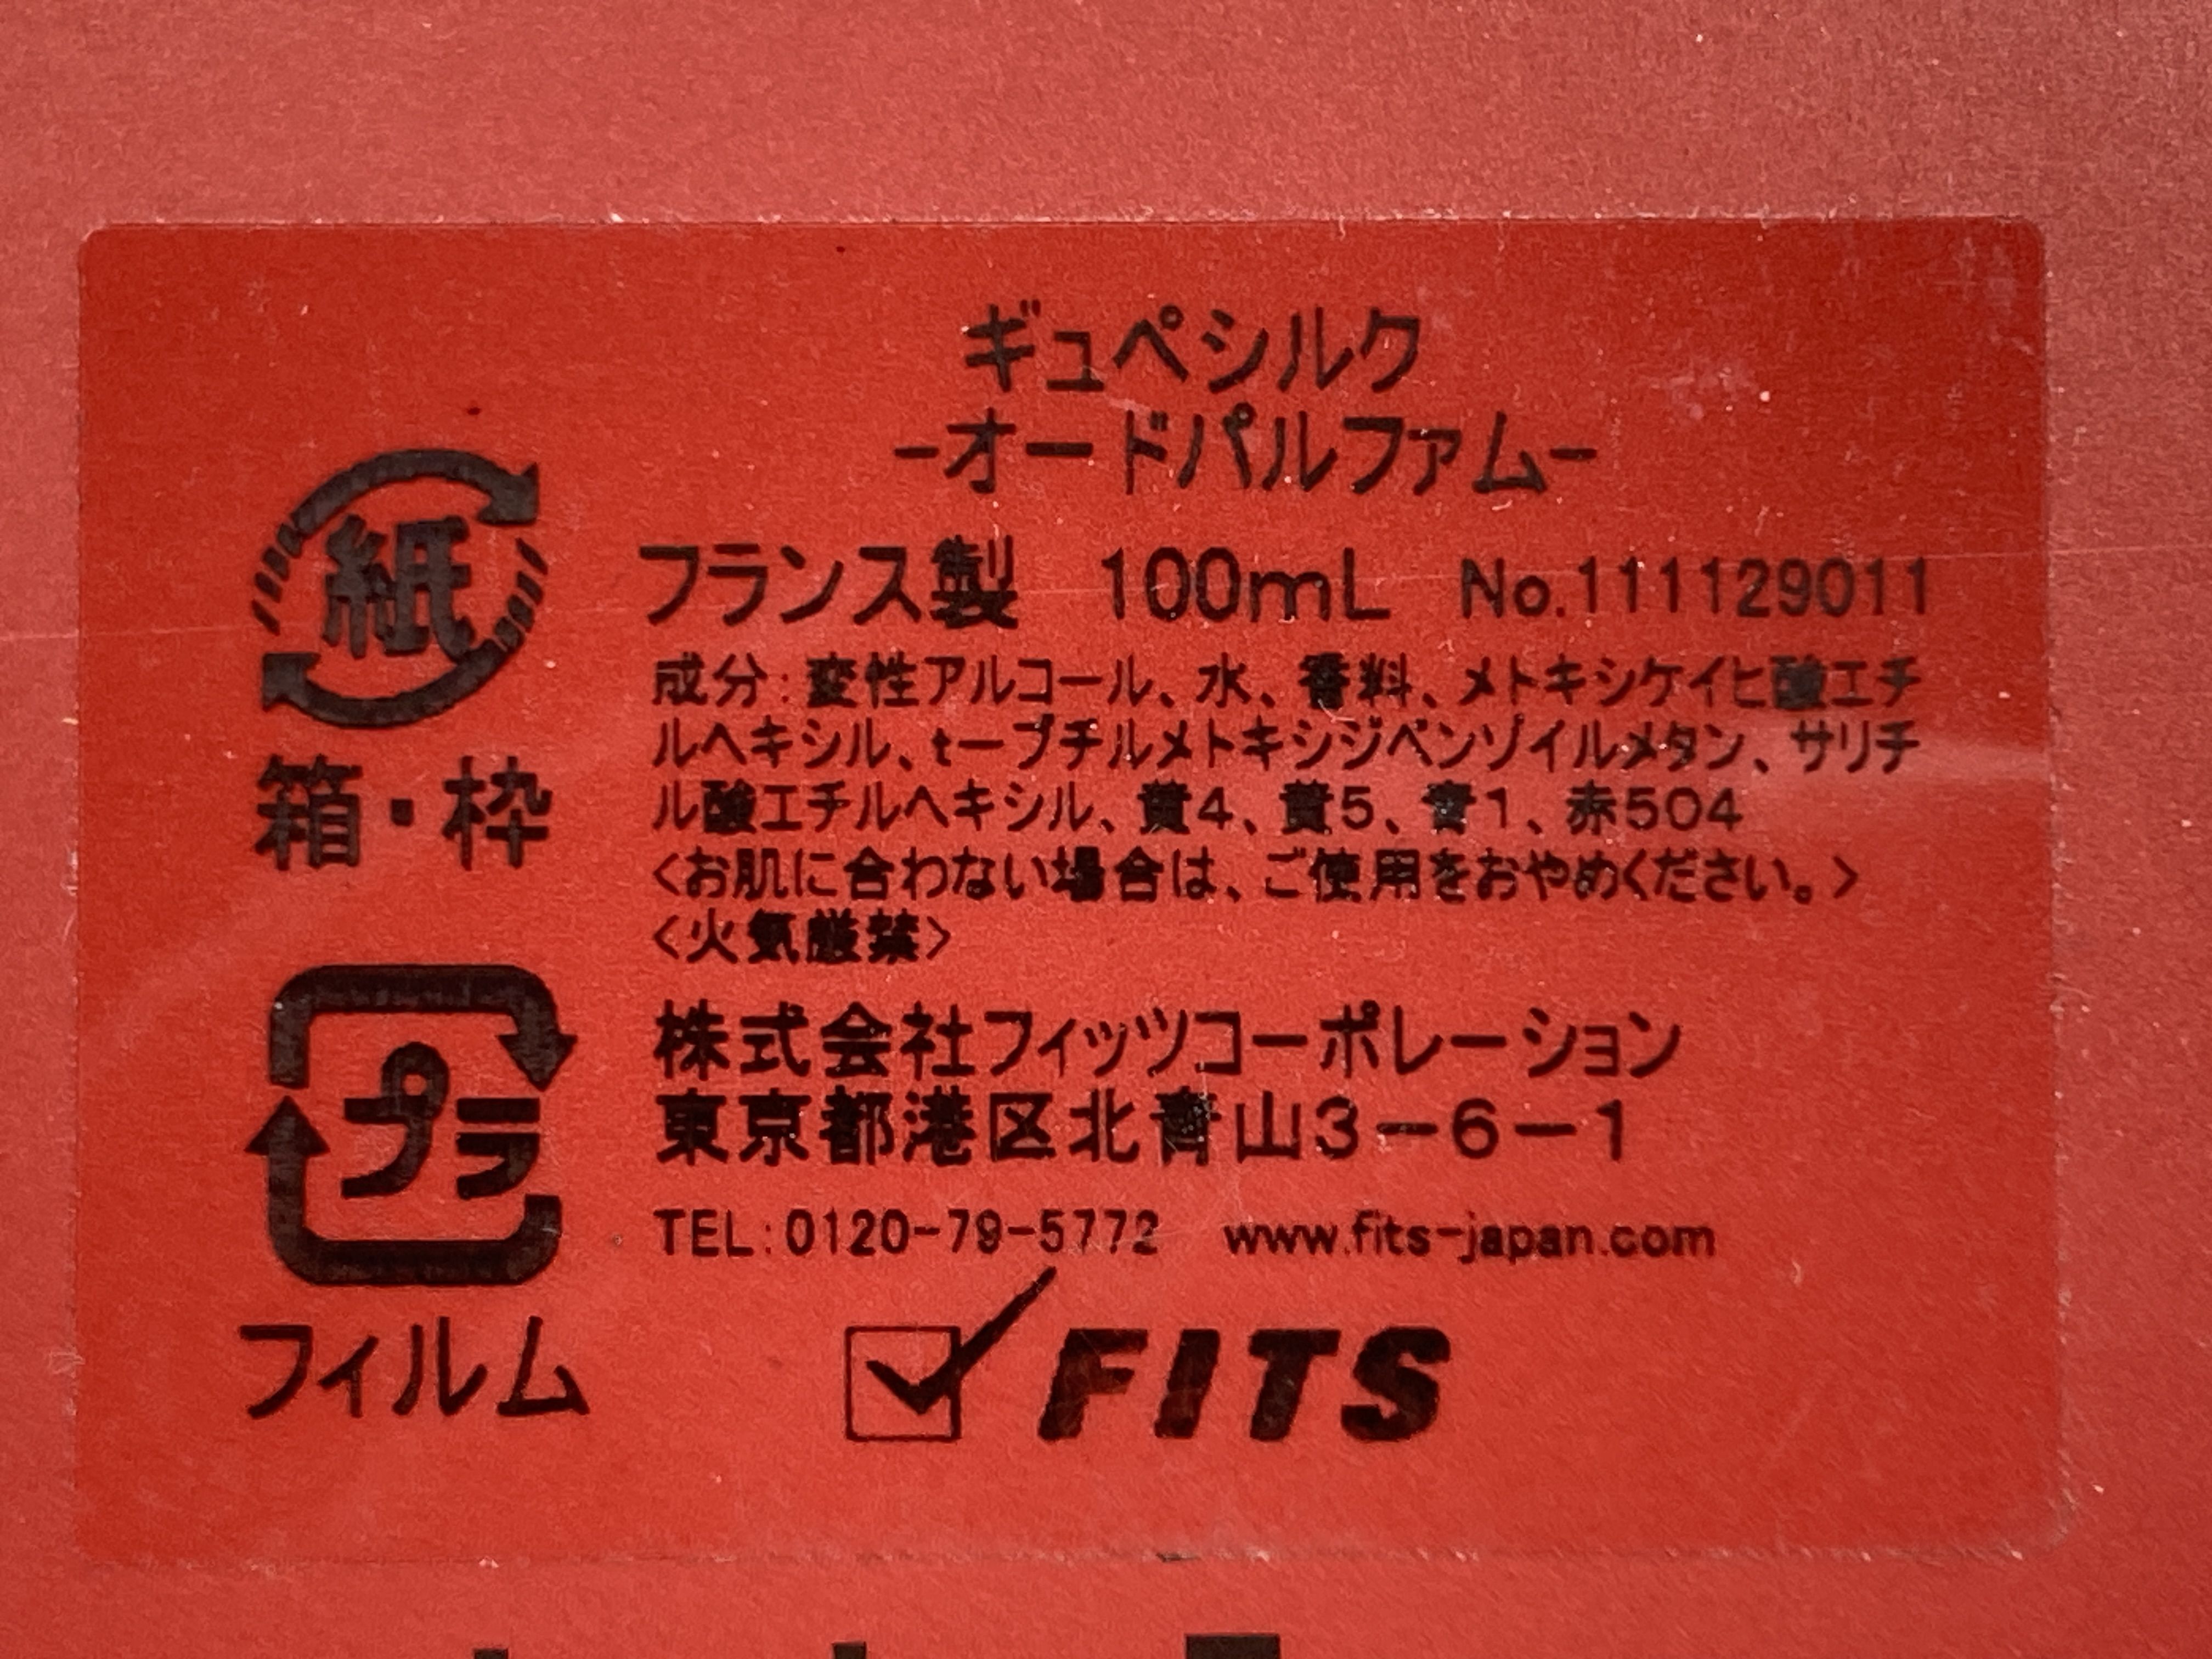 ギュペシルク
-オードパルファム-
フランス製 100mL No.111129011
成分:変性アルコール、水、香料、メトキシケイヒ酸エチ
ルヘキシル、t-ブチルメトキシジベンゾイルメタン、サリチ
ル酸エチルヘキシル、黄4、黄5、青1、赤504
<お肌に合わない場合は、ご使用をおやめください。>
<火気厳禁>
株式会社フィッツコーポレーション
東京都港区北青山3-6-1
TEL:0120-79-5772 www.fits-japan.com
FITS
紙
箱・枠
プラ
フィルム